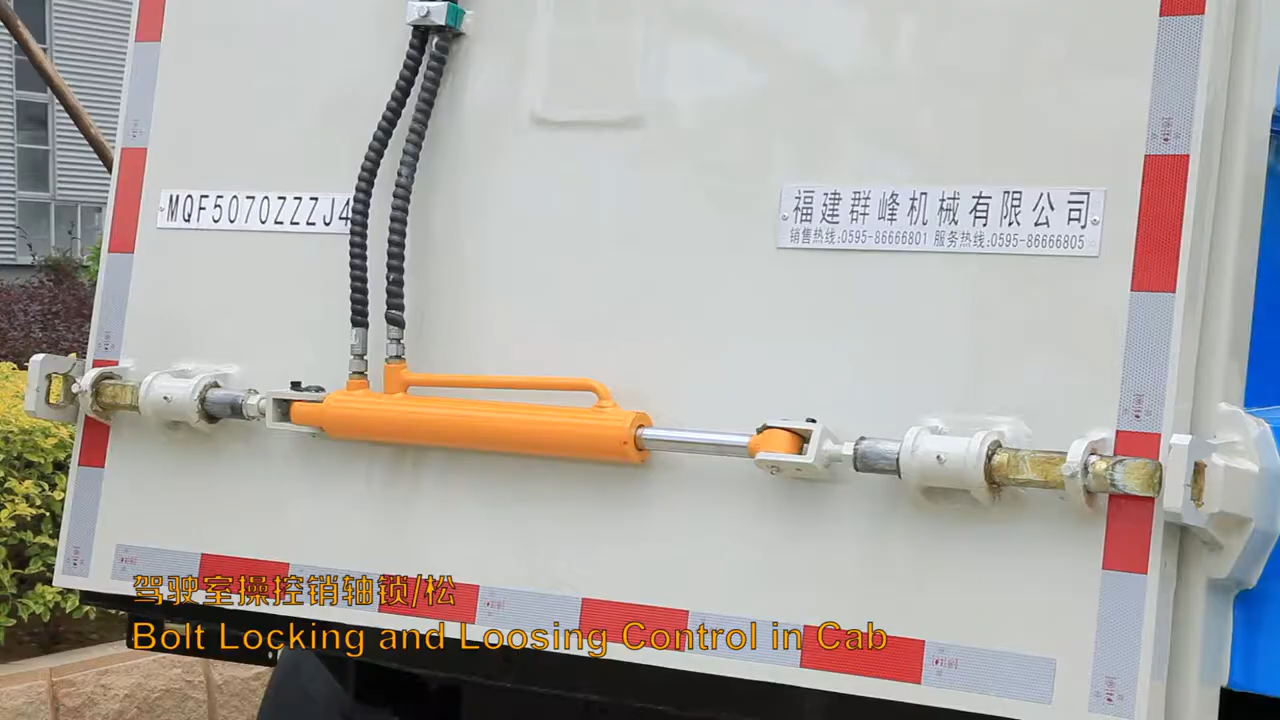 MQF5070ZZZJ4
福建群峰机械有限公司
销售热线:0595-86666801 服务热线:0595-86666805
驾驶室操控销轴锁/松
Bolt Locking and Loosing Control in Cab